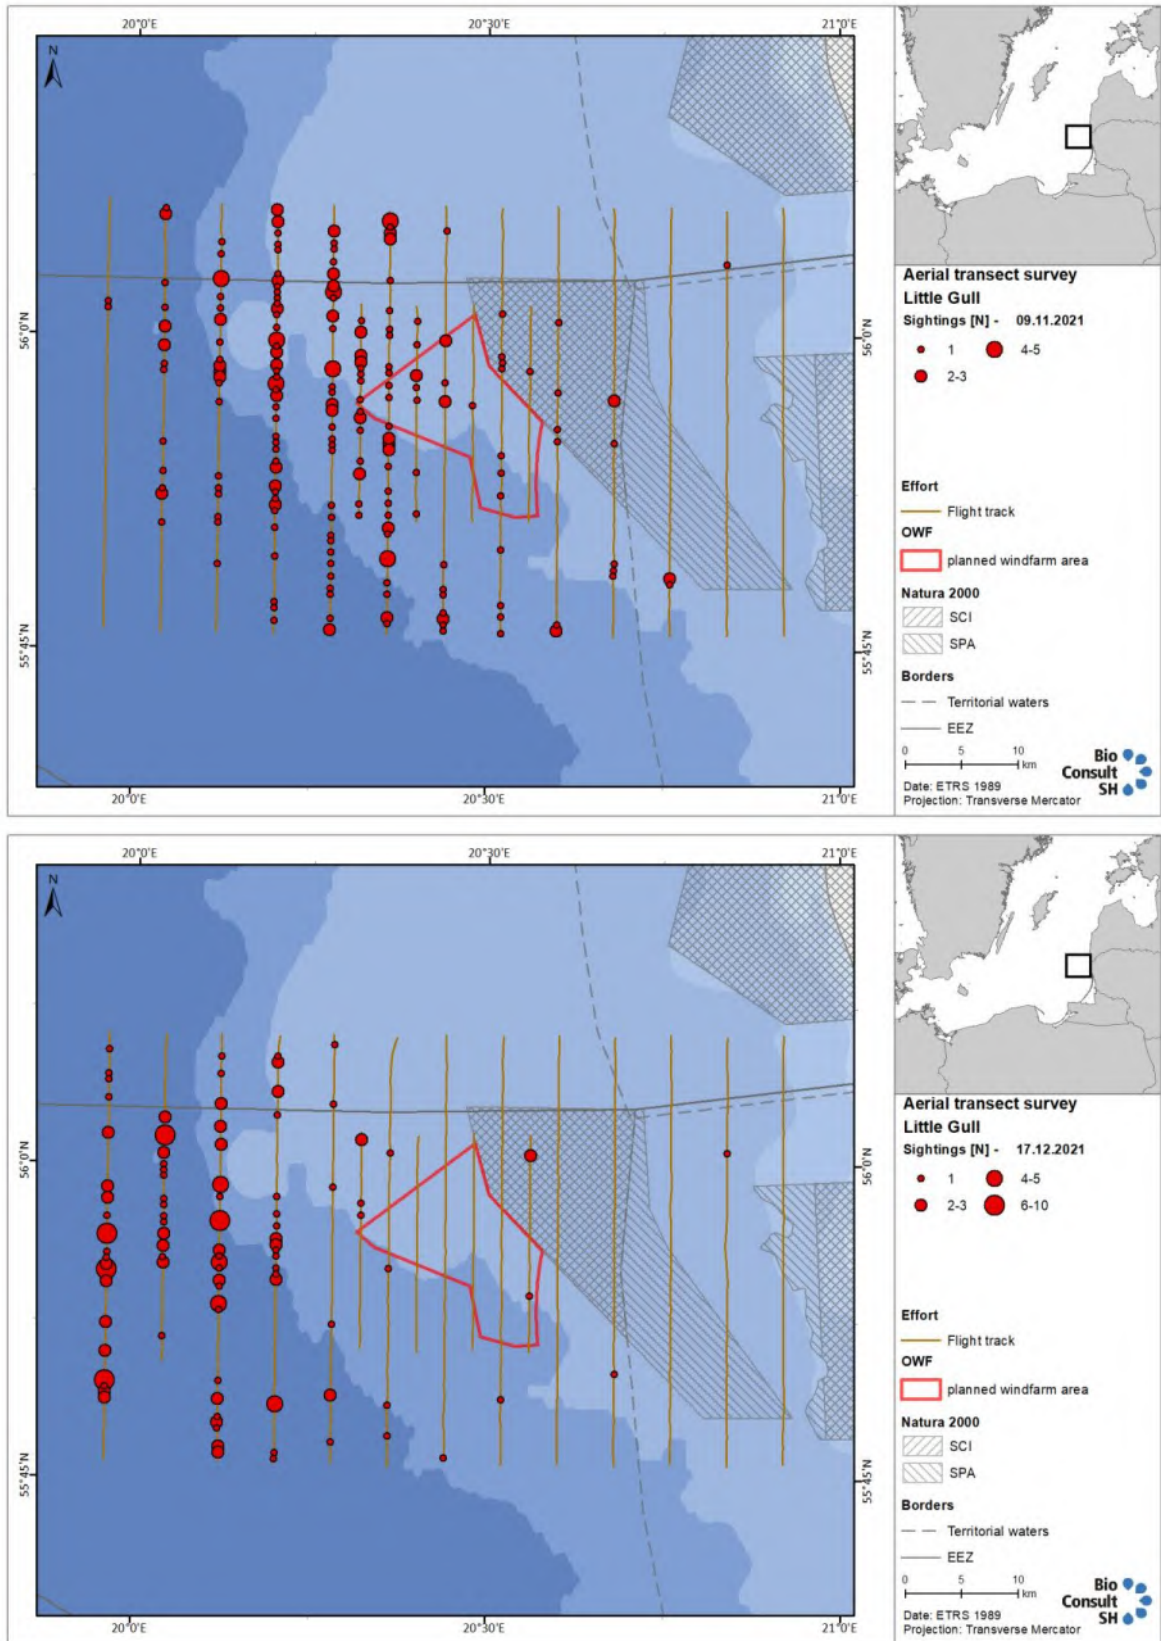 20°0'E 20°30'E 21°0'E
N
56°0'N 56°0'N
55°45'N 55°45'N
20°0'E 20°30'E 21°0'E
Aerial transect survey
Little Gull
Sightings [N] - 09.11.2021
1 4-5
2-3
Effort
Flight track
OWF
planned windfarm area
Natura 2000
SCI
SPA
Borders
Territorial waters
EEZ
0 5 10
km
Bio
Consult
SH
Date: ETRS 1989
Projection: Transverse Mercator
20°0'E 20°30'E 21°0'E
N
56°0'N 56°0'N
55°45'N 55°45'N
20°0'E 20°30'E 21°0'E
Aerial transect survey
Little Gull
Sightings [N] - 17.12.2021
1 4-5
2-3 6-10
Effort
Flight track
OWF
planned windfarm area
Natura 2000
SCI
SPA
Borders
Territorial waters
EEZ
0 5 10
km
Bio
Consult
SH
Date: ETRS 1989
Projection: Transverse Mercator